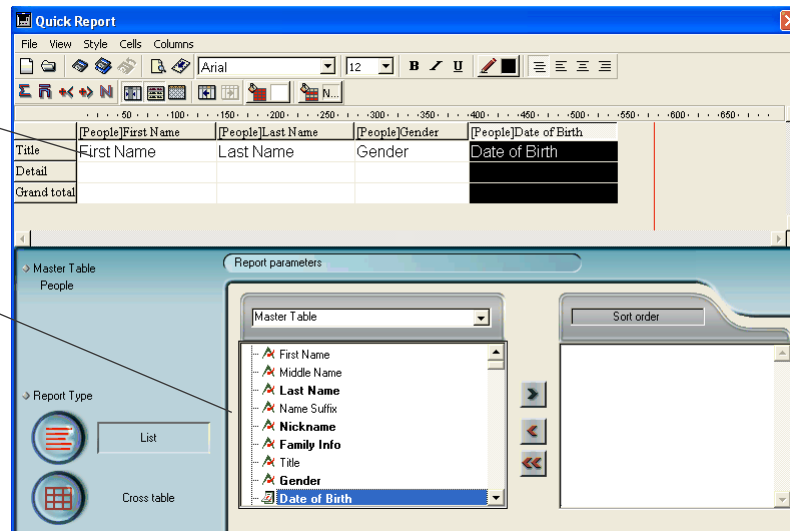 Quick Report
File View Style Cells Columns
Arial 12 B I U
N N...
50 100 150 200 250 300 350 400 450 500 550 600 650
[People]First Name [People]Last Name [People]Gender [People]Date of Birth
Title First Name Last Name Gender Date of Birth
Detail
Grand total
Master Table
People
Report parameters
Master Table
Sort order
First Name
Middle Name
Last Name
Name Suffix
Nickname
Family Info
Title
Gender
Date of Birth
Report Type
List
Cross table